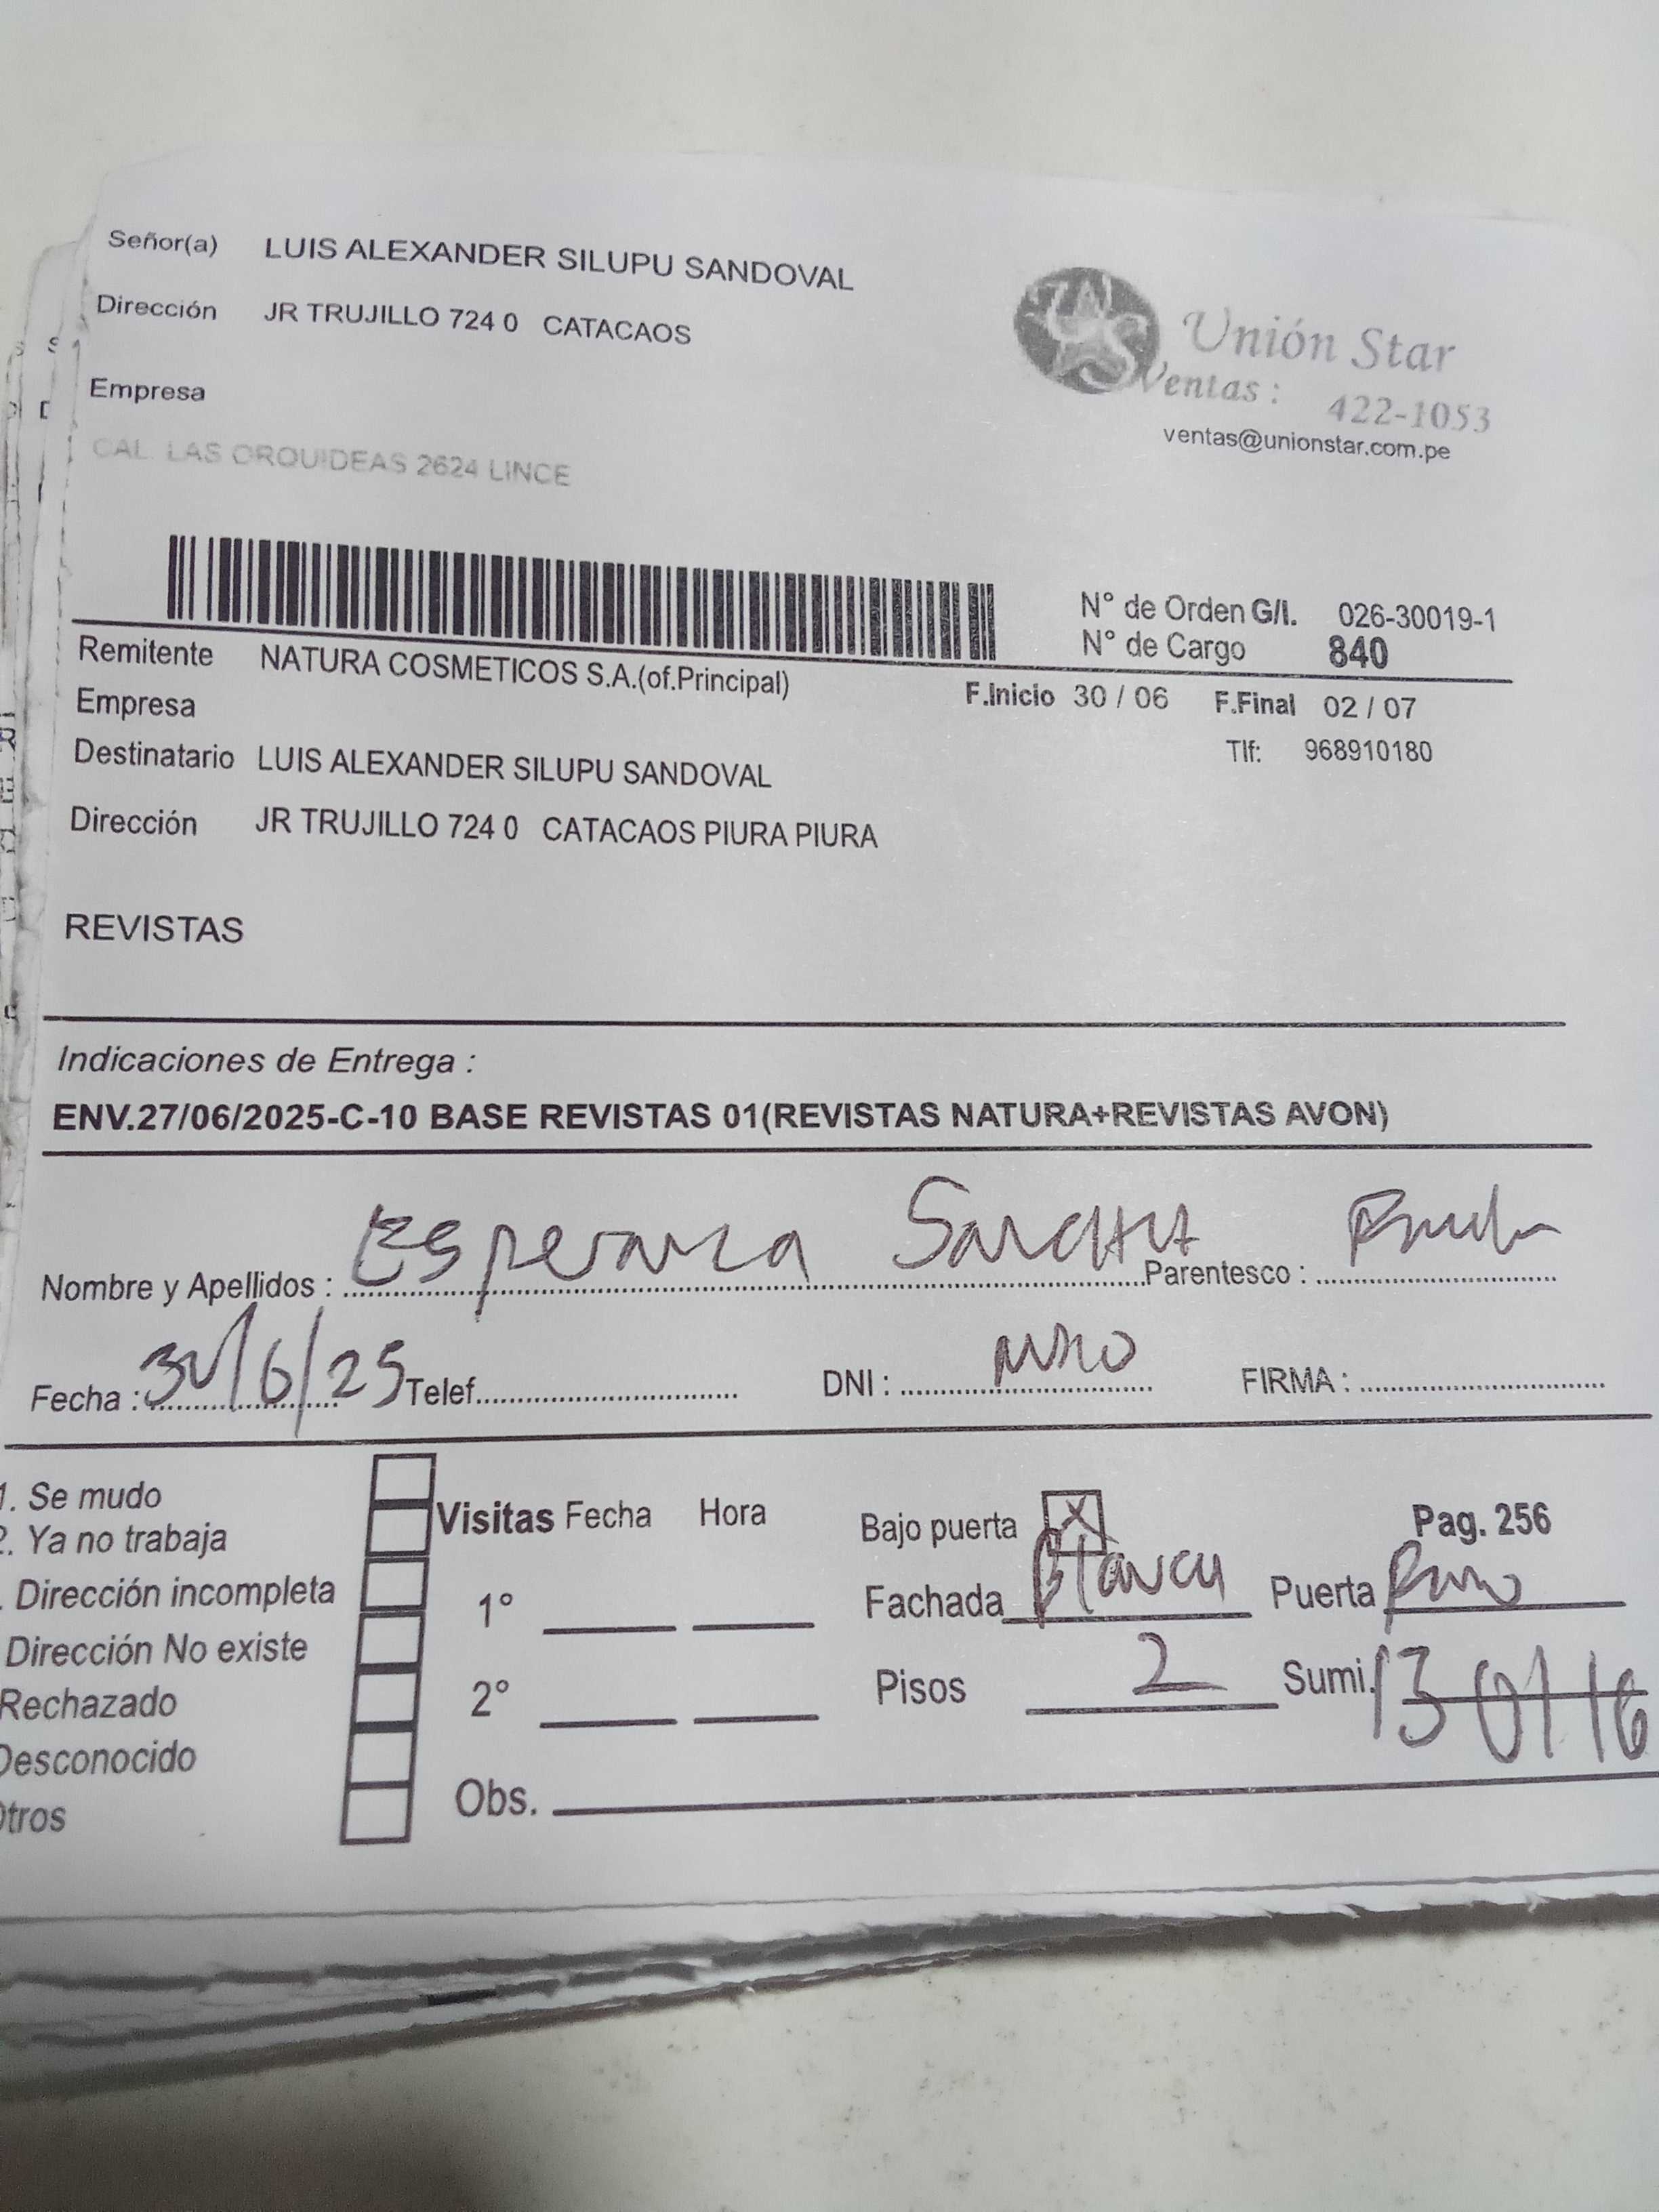 Señor(a) LUIS ALEXANDER SILUPU SANDOVAL
Dirección JR TRUJILLO 724 0 CATACAOS
Empresa
CAL. LAS ORQUIDEAS 2624 LINCE
Unión Star
Ventas : 422-1053
ventas@unionstar.com.pe
N° de Orden G/I. 026-30019-1
N° de Cargo 840
Remitente NATURA COSMETICOS S.A.(of.Principal)
F.Inicio 30 / 06 F.Final 02 / 07
Empresa
Tlf: 968910180
Destinatario LUIS ALEXANDER SILUPU SANDOVAL
Dirección JR TRUJILLO 724 0 CATACAOS PIURA PIURA
REVISTAS
Indicaciones de Entrega :
ENV.27/06/2025-C-10 BASE REVISTAS 01(REVISTAS NATURA+REVISTAS AVON)
Nombre y Apellidos : Esperanza Sanchez Parentesco :
Fecha : 30/6/25 Telef. DNI : FIRMA :
1. Se mudo
2. Ya no trabaja
. Dirección incompleta
Dirección No existe
Rechazado
Desconocido
Otros
Visitas Fecha Hora
1°
2°
Obs.
Bajo puerta X
Pag. 256
Fachada Blanca Puerta
Pisos 2 Sumi.